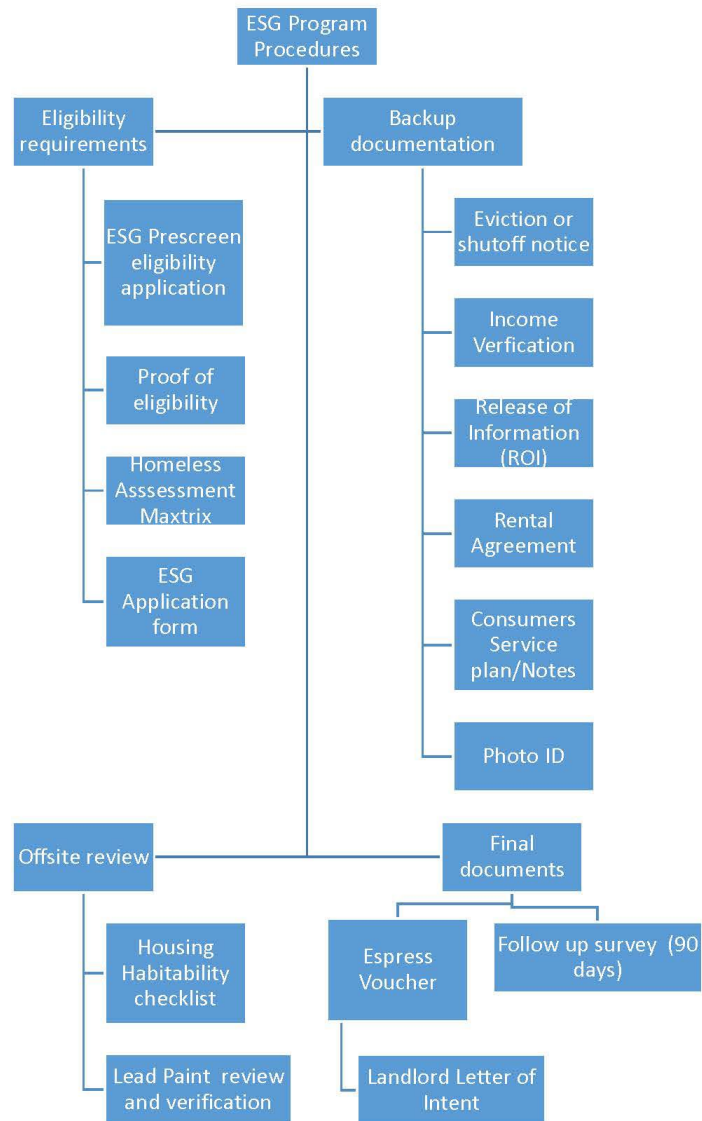 ESG Program
Procedures
Eligibility
requirements
Backup
documentation
ESG Prescreen
eligibility
application
Proof of
eligibility
Homeless
Asssessment
Maxtrix
ESG
Application
form
Eviction or
shutoff notice
Income
Verfication
Release of
Information
(ROI)
Rental
Agreement
Consumers
Service
plan/Notes
Photo ID
Offsite review
Final
documents
Housing
Habitability
checklist
Lead Paint review
and verification
Espress
Voucher
Follow up survey (90
days)
Landlord Letter of
Intent